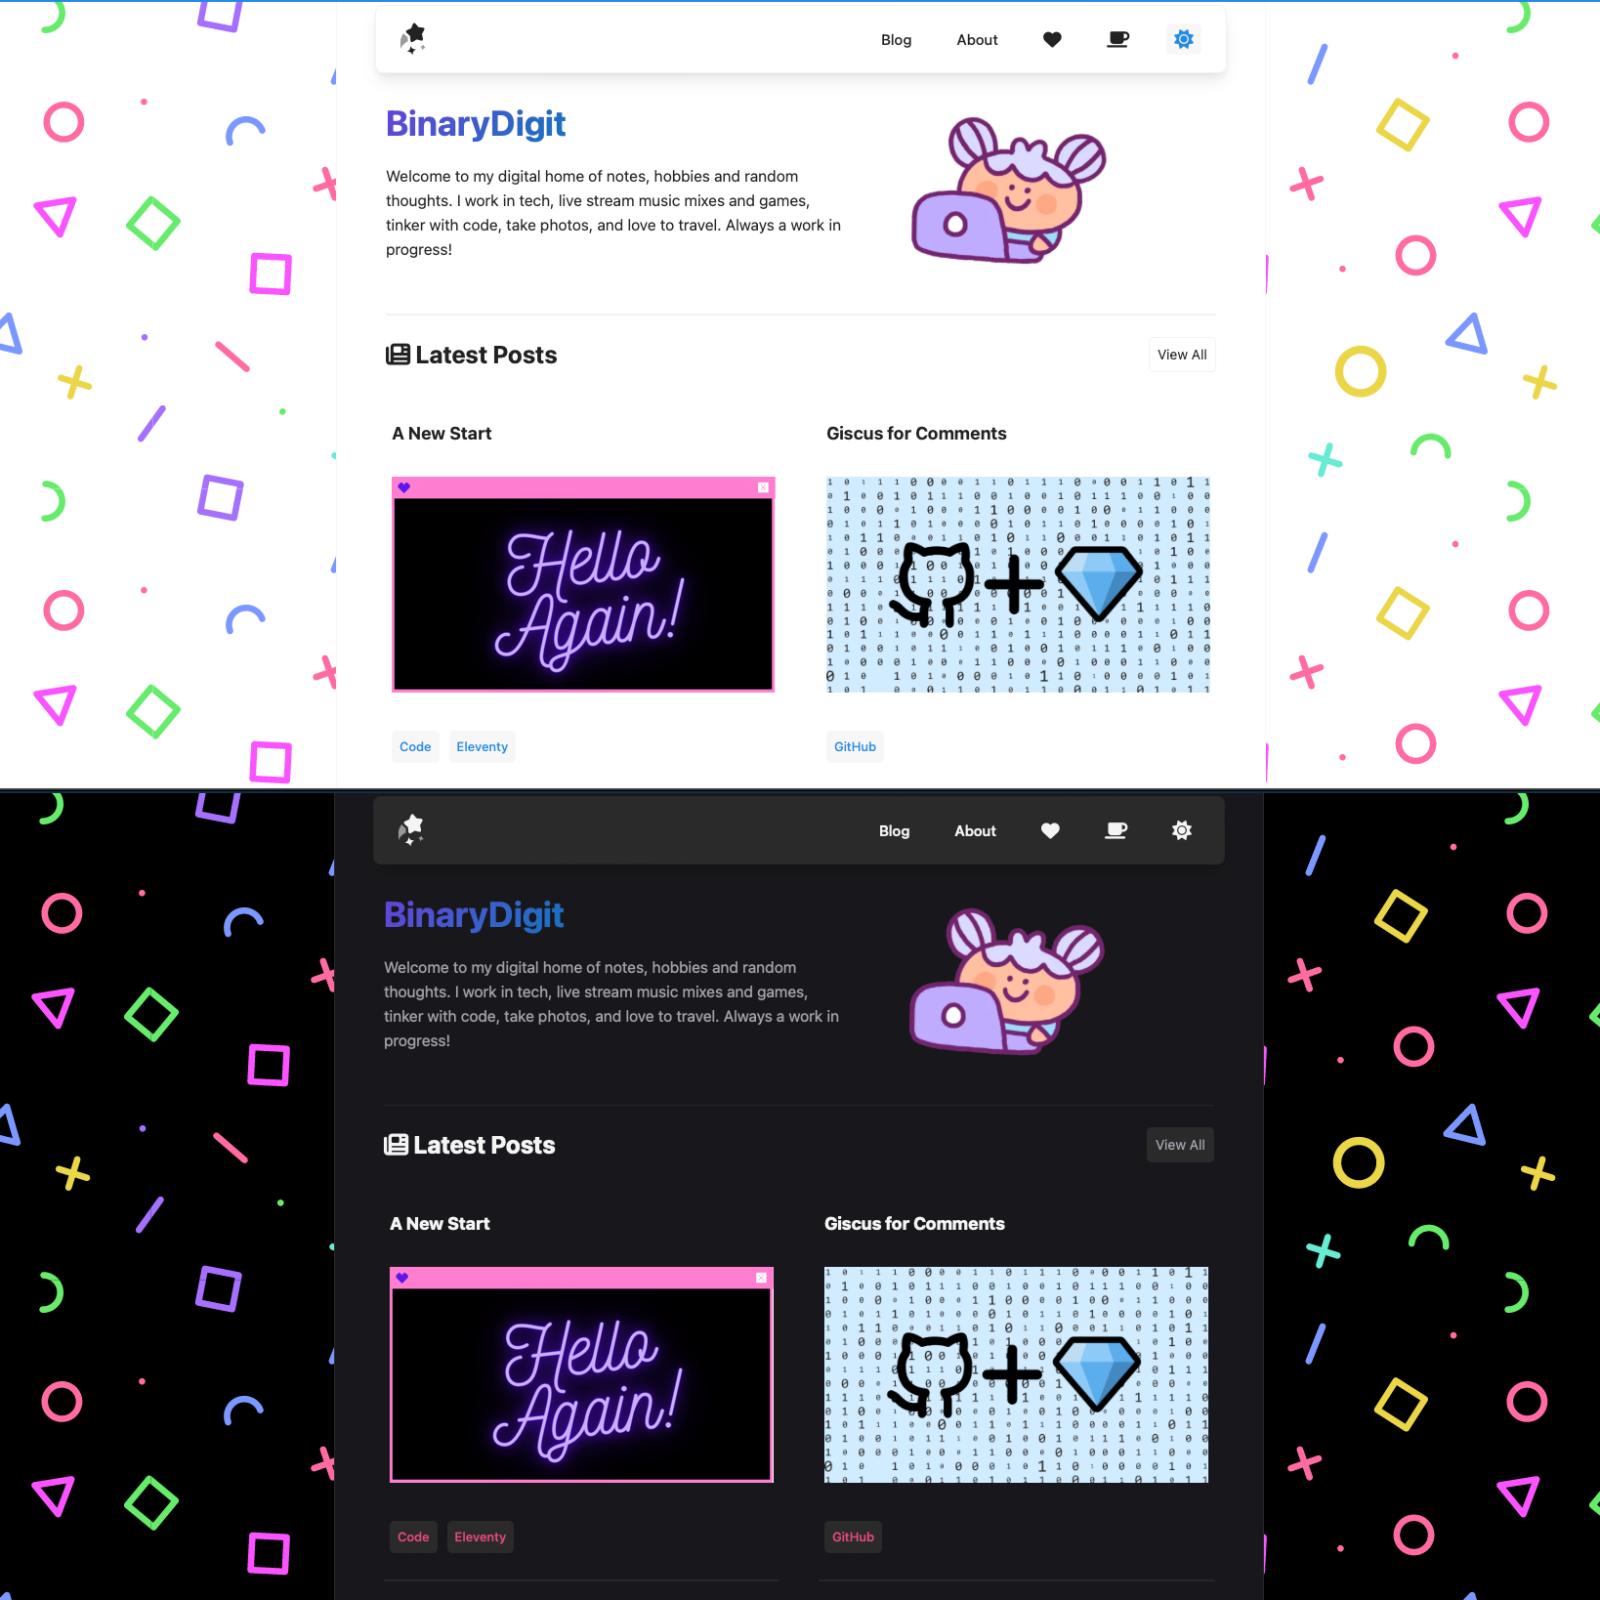 Blog About
BinaryDigit
Welcome to my digital home of notes, hobbies and random
thoughts. I work in tech, live stream music mixes and games,
tinker with code, take photos, and love to travel. Always a work in
progress!
Latest Posts
View All
A New Start
Giscus for Comments
Hello
Again!
Code Eleventy
GitHub
Blog About
BinaryDigit
Welcome to my digital home of notes, hobbies and random
thoughts. I work in tech, live stream music mixes and games,
tinker with code, take photos, and love to travel. Always a work in
progress!
Latest Posts
View All
A New Start
Giscus for Comments
Hello
Again!
Code Eleventy
GitHub